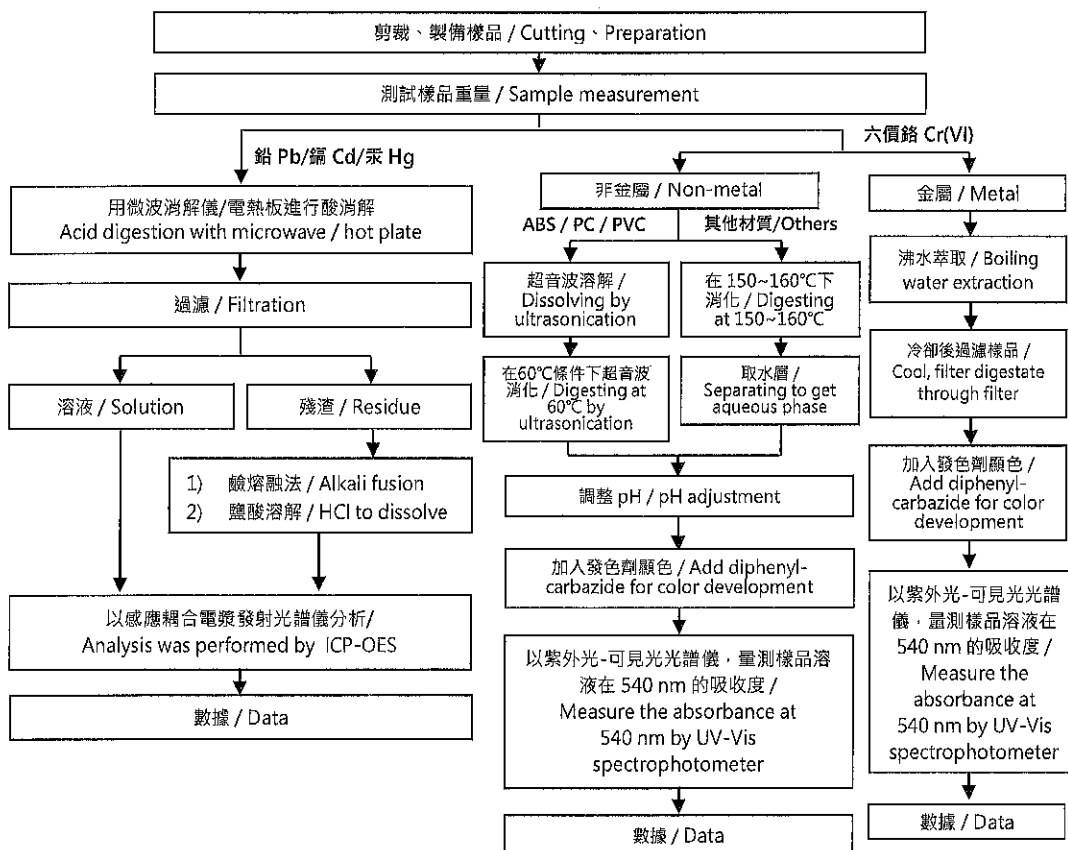 剪裁、製備樣品 / Cutting、Preparation
測試樣品重量 / Sample measurement
鉛 Pb/鎘 Cd/汞 Hg
六價鉻 Cr(VI)
用微波消解儀/電熱板進行酸消解
Acid digestion with microwave / hot plate
過濾 / Filtration
溶液 / Solution
殘渣 / Residue
1) 鹼熔融法 / Alkali fusion
2) 鹽酸溶解 / HCl to dissolve
以感應耦合電漿發射光譜儀分析/
Analysis was performed by ICP-OES
數據 / Data
非金屬 / Non-metal
ABS / PC / PVC
其他材質/Others
超音波溶解 /
Dissolving by
ultrasonication
在60℃條件下超音波
消化 / Digesting at
60℃ by
ultrasonication
在 150~160℃下
消化 / Digesting
at 150~160℃
取水層 /
Separating to get
aqueous phase
調整 pH / pH adjustment
加入發色劑顯色 / Add diphenyl-
carbazide for color development
以紫外光-可見光光譜儀，量測樣品溶
液在 540 nm 的吸收度 /
Measure the absorbance at
540 nm by UV-Vis
spectrophotometer
數據 / Data
金屬 / Metal
沸水萃取 / Boiling
water extraction
冷卻後過濾樣品 /
Cool, filter digestate
through filter
加入發色劑顯色 /
Add diphenyl-
carbazide for color
development
以紫外光-可見光光譜
儀，量測樣品溶液在
540 nm 的吸收度 /
Measure the
absorbance at
540 nm by UV-Vis
spectrophotometer
數據 / Data